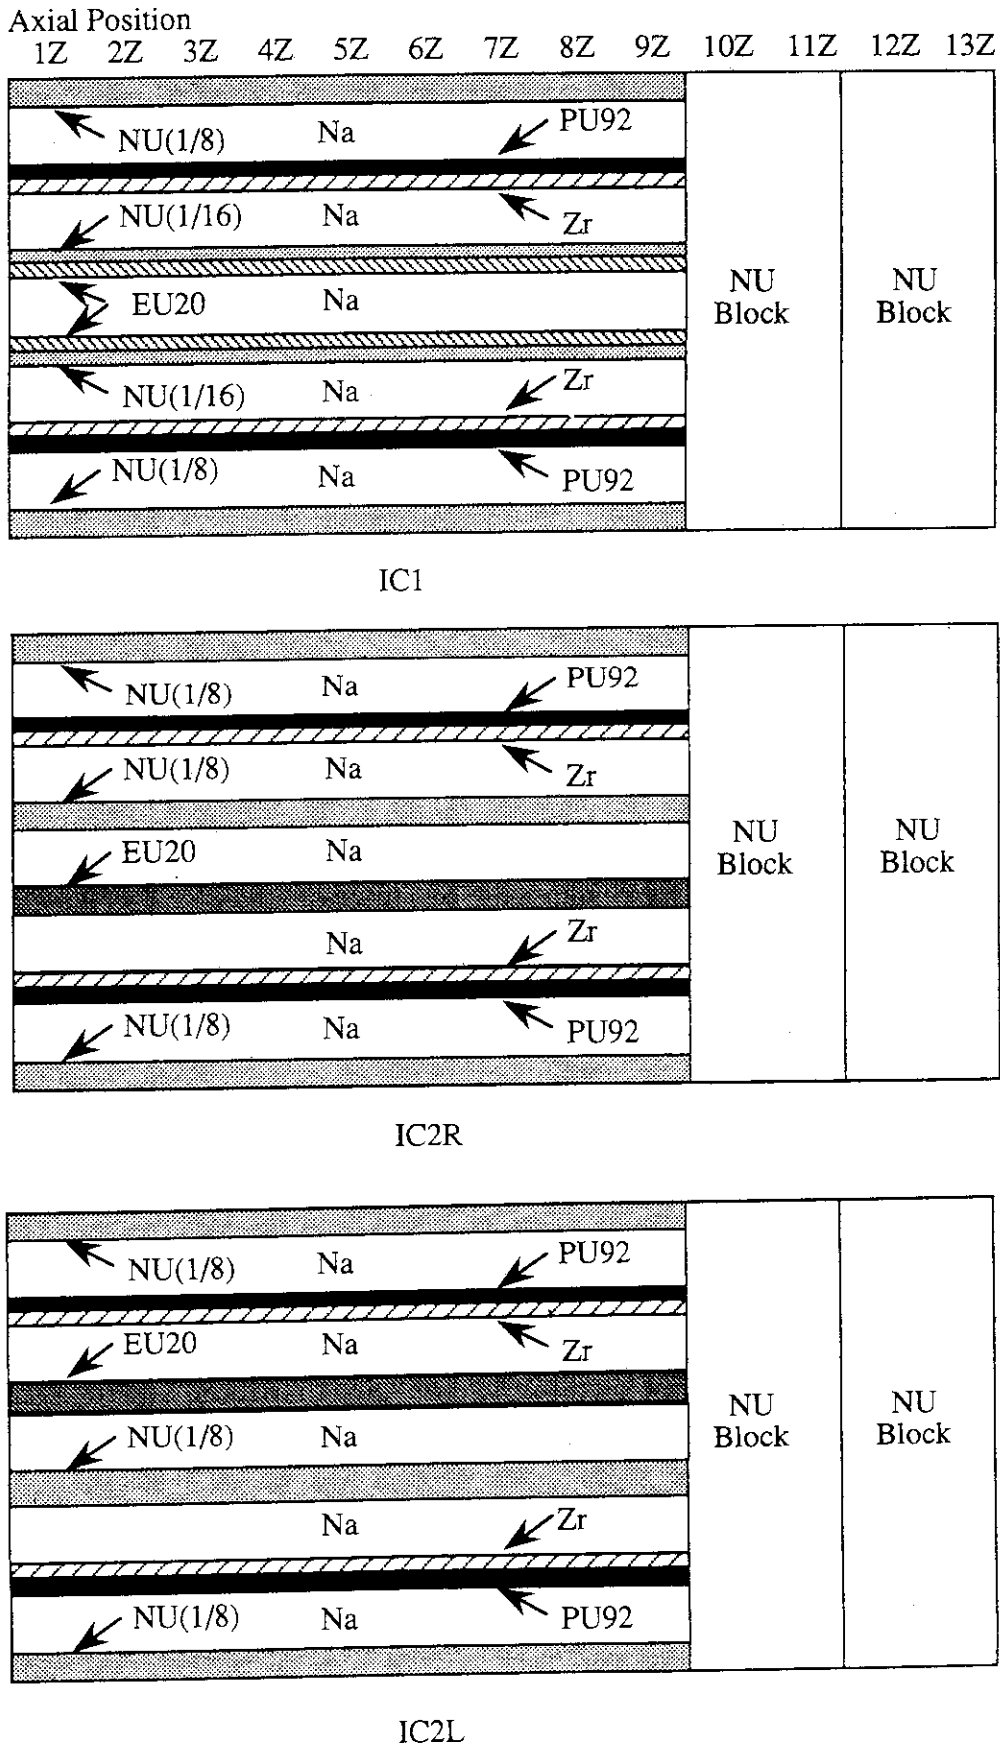 Axial Position
1Z 2Z 3Z 4Z 5Z 6Z 7Z 8Z 9Z 10Z 11Z 12Z 13Z
NU(1/8) Na PU92
NU(1/16) Na Zr
EU20 Na
NU Block
NU Block
NU(1/16) Na Zr
NU(1/8) Na PU92
IC1
NU(1/8) Na PU92
NU(1/8) Na Zr
EU20 Na
NU Block
NU Block
Na Zr
NU(1/8) Na PU92
IC2R
NU(1/8) Na PU92
EU20 Na Zr
NU(1/8) Na
NU Block
NU Block
Na Zr
NU(1/8) Na PU92
IC2L